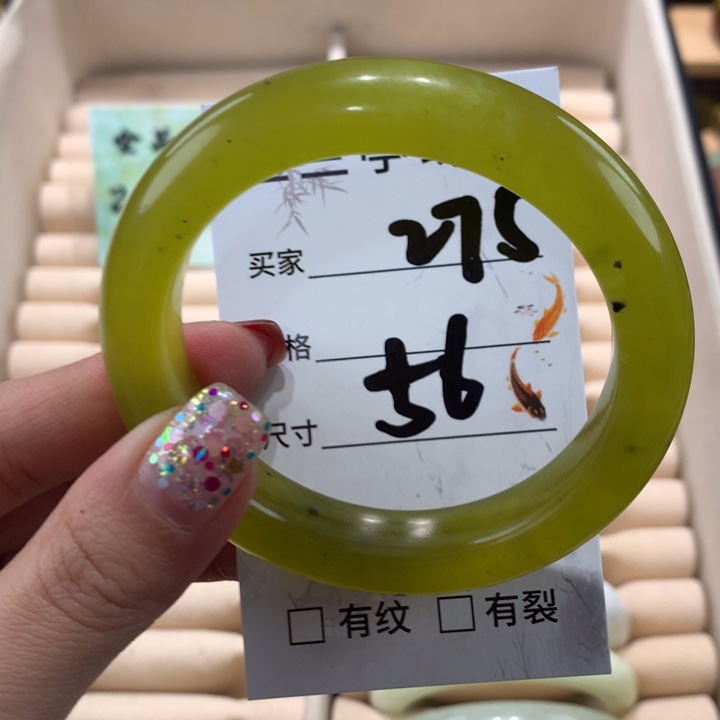 买家 275
格
尺寸 56
有纹 有裂